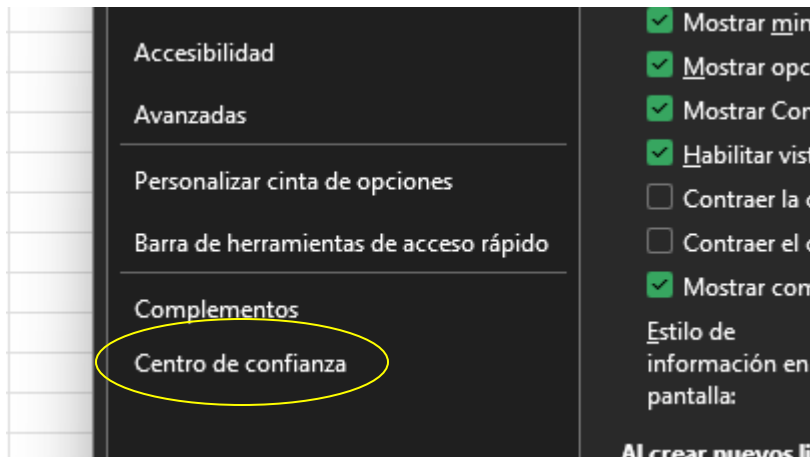 Accesibilidad
Avanzadas
Personalizar cinta de opciones
Barra de herramientas de acceso rápido
Complementos
Centro de confianza
Mostrar
Mostrar
Mostrar
Habilitar
Contraer la
Contraer el
Mostrar
Estilo de
información en
pantalla:
Al crear nuevos